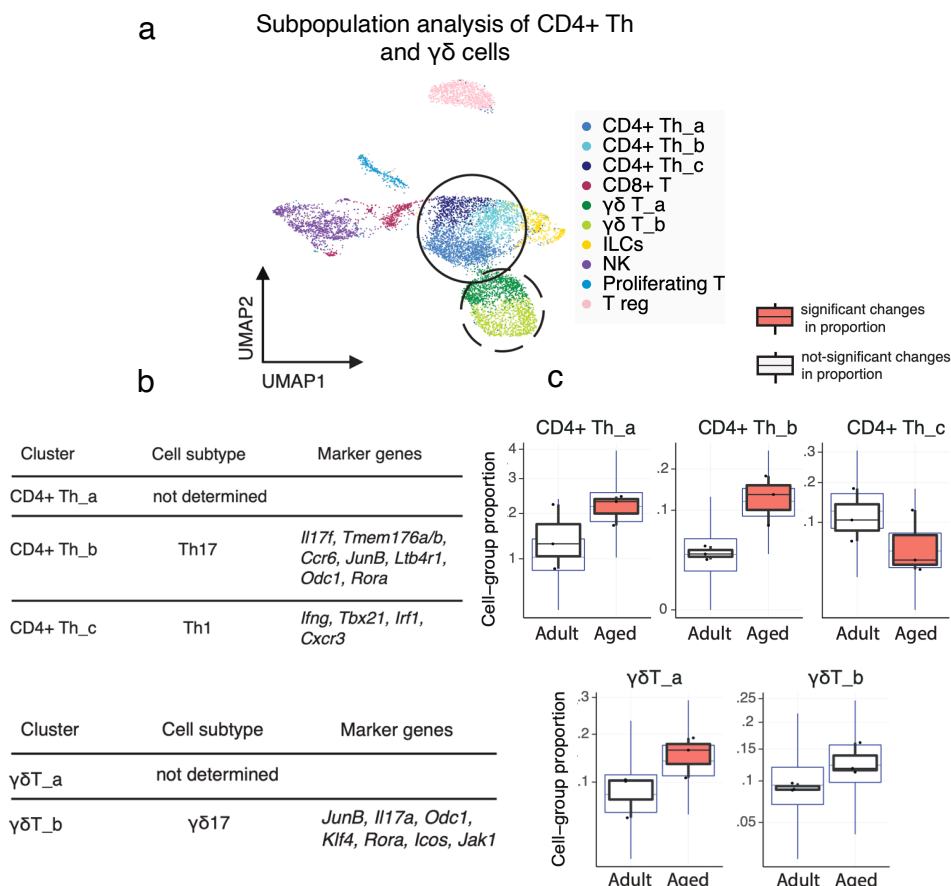 a
Subpopulation analysis of CD4+ Th
and γδ cells
CD4+ Th_a
CD4+ Th_b
CD4+ Th_c
CD8+ T
γδ T_a
γδ T_b
ILCs
NK
Proliferating T
T reg
UMAP2
UMAP1
significant changes
in proportion
not-significant changes
in proportion
b
Cluster Cell subtype Marker genes
CD4+ Th_a not determined
CD4+ Th_b Th17 Il17f, Tmem176a/b,
Ccr6, JunB, Ltb4r1,
Odc1, Rora
CD4+ Th_c Th1 Ifng, Tbx21, Irf1,
Cxcr3
Cluster Cell subtype Marker genes
γδT_a not determined
γδT_b γδ17 JunB, Il17a, Odc1,
Klf4, Rora, Icos, Jak1
c
CD4+ Th_a CD4+ Th_b CD4+ Th_c
Cell–group proportion
4
.3
.2
1
.2
.1
0
.3
.1
Adult Aged Adult Aged Adult Aged
γδT_a γδT_b
Cell–group proportion
.3
.2
.1
0.25
0.15
0.1
.05
Adult Aged Adult Aged